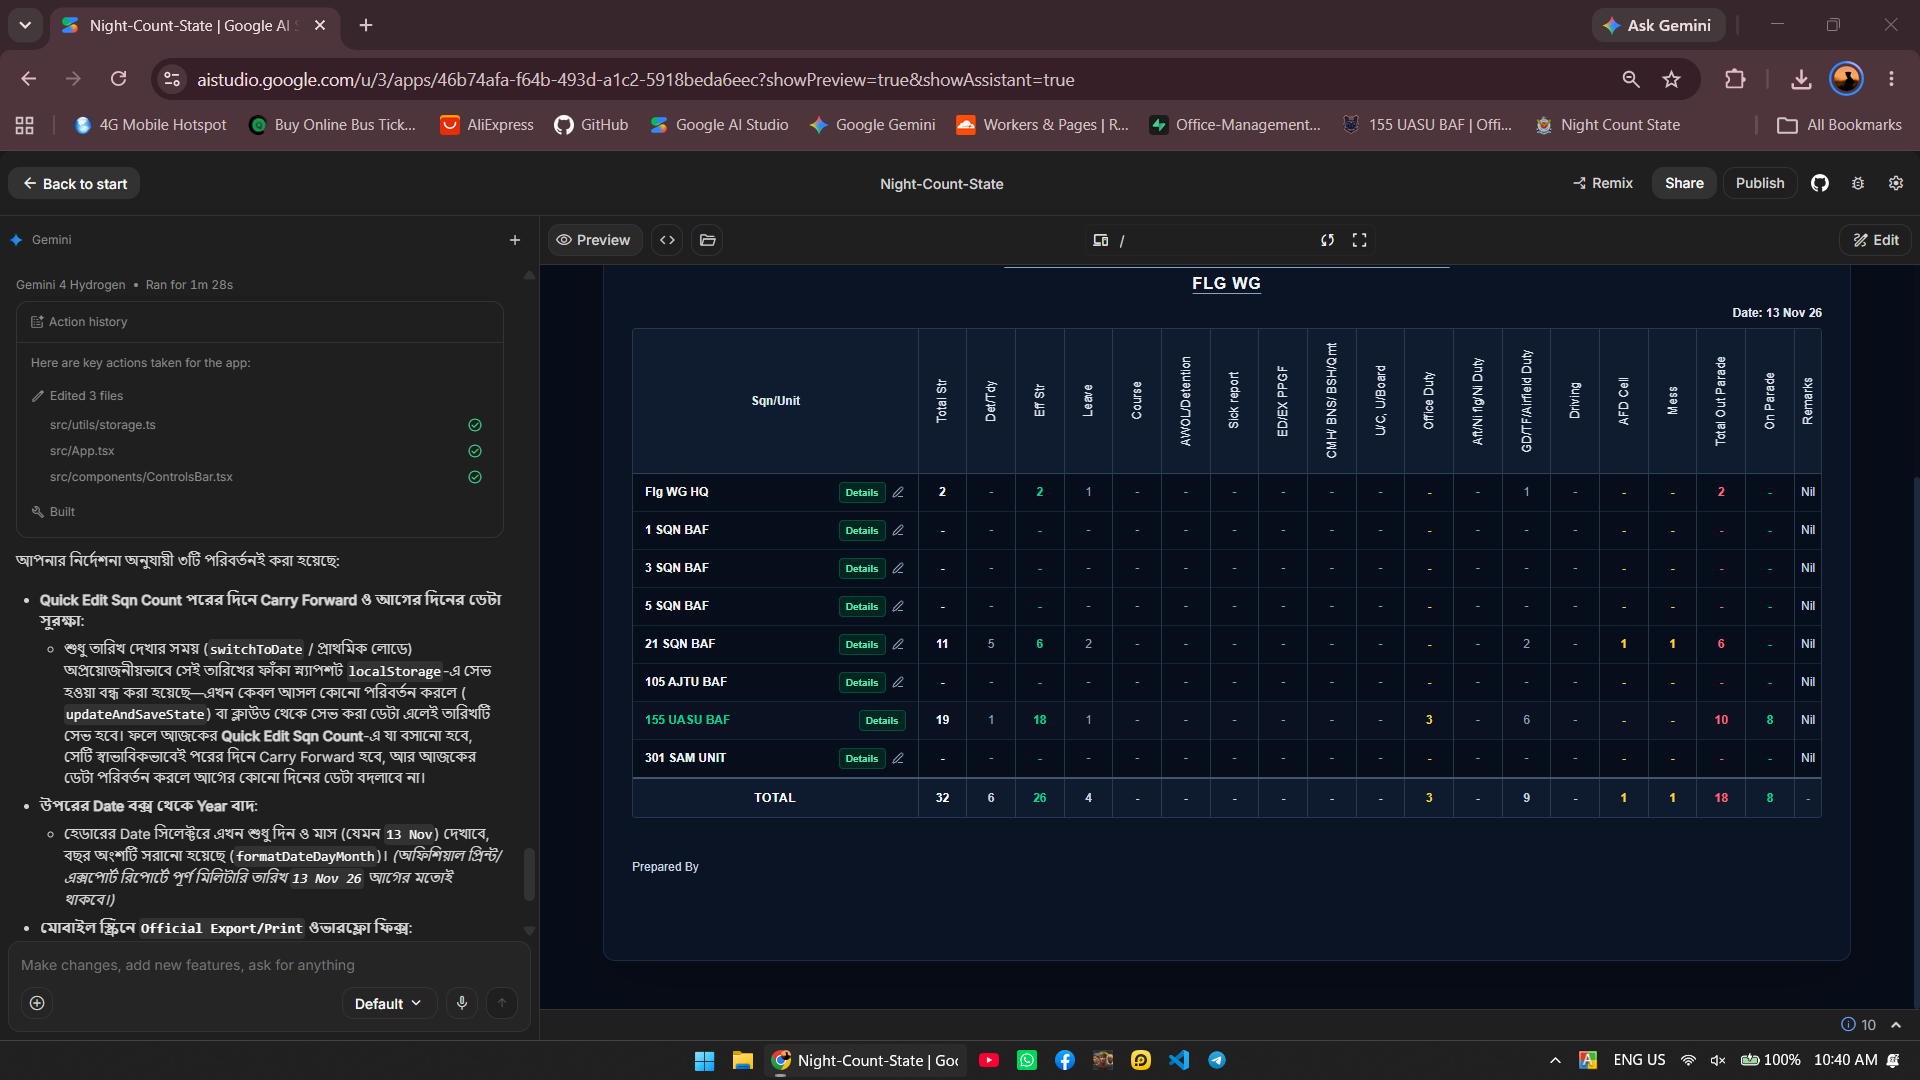 Night-Count-State | Google AI S
Ask Gemini
aistudio.google.com/u/3/apps/46b74afa-f64b-493d-a1c2-5918beda6eec?showPreview=true&showAssistant=true
4G Mobile Hotspot
Buy Online Bus Tick...
AliExpress
GitHub
Google AI Studio
Google Gemini
Workers & Pages | R...
Office-Management...
155 UASU BAF | Offi...
Night Count State
All Bookmarks
Back to start
Night-Count-State
Remix
Share
Publish
Gemini
Preview
/
Edit
Gemini 4 Hydrogen • Ran for 1m 28s
Action history
Here are key actions taken for the app:
Edited 3 files
src/utils/storage.ts
src/App.tsx
src/components/ControlsBar.tsx
Built
আপনার নির্দেশনা অনুযায়ী ৩টি পরিবর্তনই করা হয়েছে:
• Quick Edit Sqn Count পরের দিনে Carry Forward ও আগের দিনের ডেটা
সুরক্ষা:
শুধু তারিখ দেখার সময় (switchToDate / প্রাথমিক লোডে)
অপ্রয়োজনীয়ভাবে সেই তারিখের ফাঁকা স্ন্যাপশট localStorage-এ সেভ
হওয়া বন্ধ করা হয়েছে—এখন কেবল আসল কোনো পরিবর্তন করলে (
updateAndSaveState) বা ক্লাউড থেকে সেভ করা ডেটা এলেই তারিখটি
সেভ হবে। ফলে আজকের Quick Edit Sqn Count-এ যা বসানো হবে,
সেটি স্বাভাবিকভাবেই পরের দিনে Carry Forward হবে, আর আজকের
ডেটা পরিবর্তন করলে আগের কোনো দিনের ডেটা বদলাবে না।
• উপরের Date বক্স থেকে Year বাদ:
হেডারের Date সিলেক্টরে এখন শুধু দিন ও মাস (যেমন 13 Nov) দেখাবে,
বছর অংশটি সরানো হয়েছে (formatDateDayMonth)। (অফিশিয়াল প্রিন্ট/
এক্সপোর্ট রিপোর্টে পূর্ণ মিলিটারি তারিখ 13 Nov 26 আগের মতোই
থাকবে।)
• মোবাইল স্ক্রিনে Official Export/Print ওভারফ্লো ফিক্স:
Make changes, add new features, ask for anything
Default
FLG WG
Date: 13 Nov 26
Sqn/Unit Total Str Det/Tdy Eff Str Leave Course AWOL/Detention Sick report ED/EX PPGF CMH/ BNS/ BSH/Qmt U/C, U/Board Office Duty Aft/Ni flg/Ni Duty GD/TF/Airfield Duty Driving AFD Cell Mess Total Out Parade On Parade Remarks
Flg WG HQ Details 2 - 2 1 - - - - - - - - 1 - - - 2 - Nil
1 SQN BAF Details - - - - - - - - - - - - - - - - - - Nil
3 SQN BAF Details - - - - - - - - - - - - - - - - - - Nil
5 SQN BAF Details - - - - - - - - - - - - - - - - - - Nil
21 SQN BAF Details 11 5 6 2 - - - - - - - - 2 - 1 1 6 - Nil
105 AJTU BAF Details - - - - - - - - - - - - - - - - - - Nil
155 UASU BAF Details 19 1 18 1 - - - - - - 3 - 6 - - - 10 8 Nil
301 SAM UNIT Details - - - - - - - - - - - - - - - - - - Nil
TOTAL 32 6 26 4 - - - - - - 3 - 9 - 1 1 18 8 -
Prepared By
10
Night-Count-State | Goo
ENG US
100%
10:40 AM